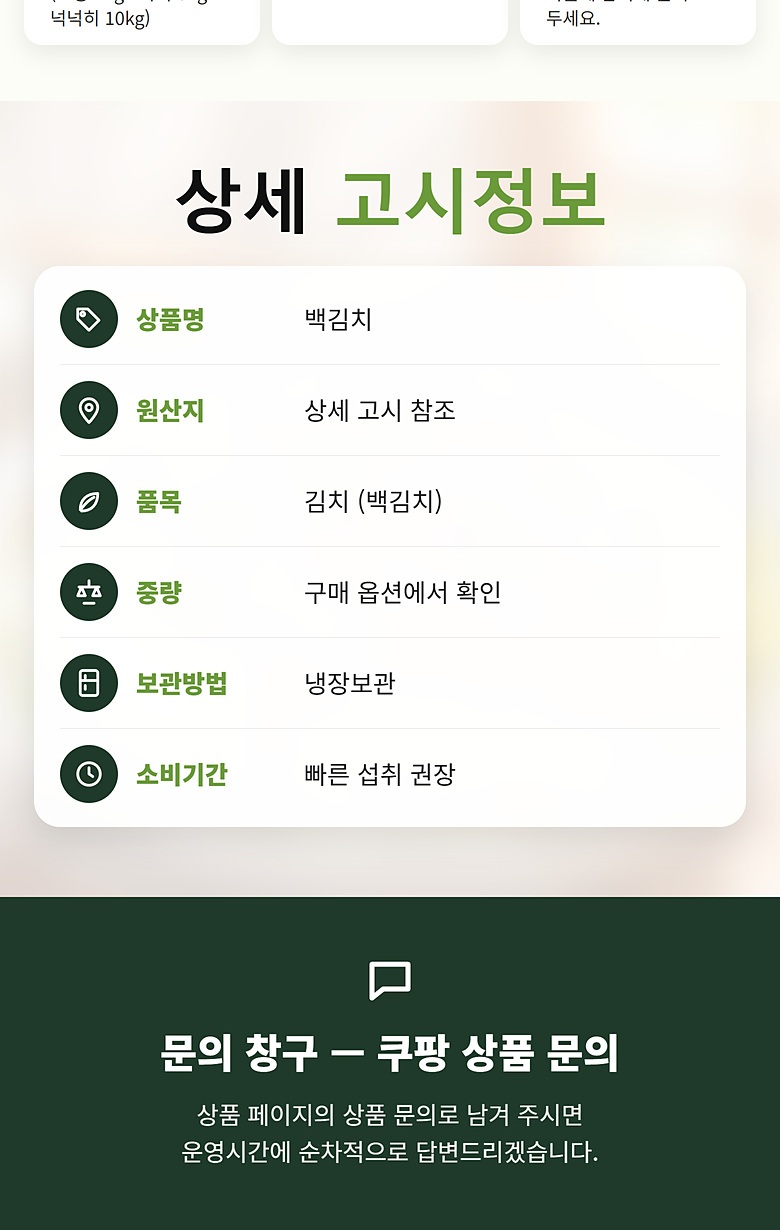 넉넉히 10kg)
두세요.
상세 고시정보
상품명 백김치
원산지 상세 고시 참조
품목 김치 (백김치)
중량 구매 옵션에서 확인
보관방법 냉장보관
소비기간 빠른 섭취 권장
문의 창구 — 쿠팡 상품 문의
상품 페이지의 상품 문의로 남겨 주시면
운영시간에 순차적으로 답변드리겠습니다.